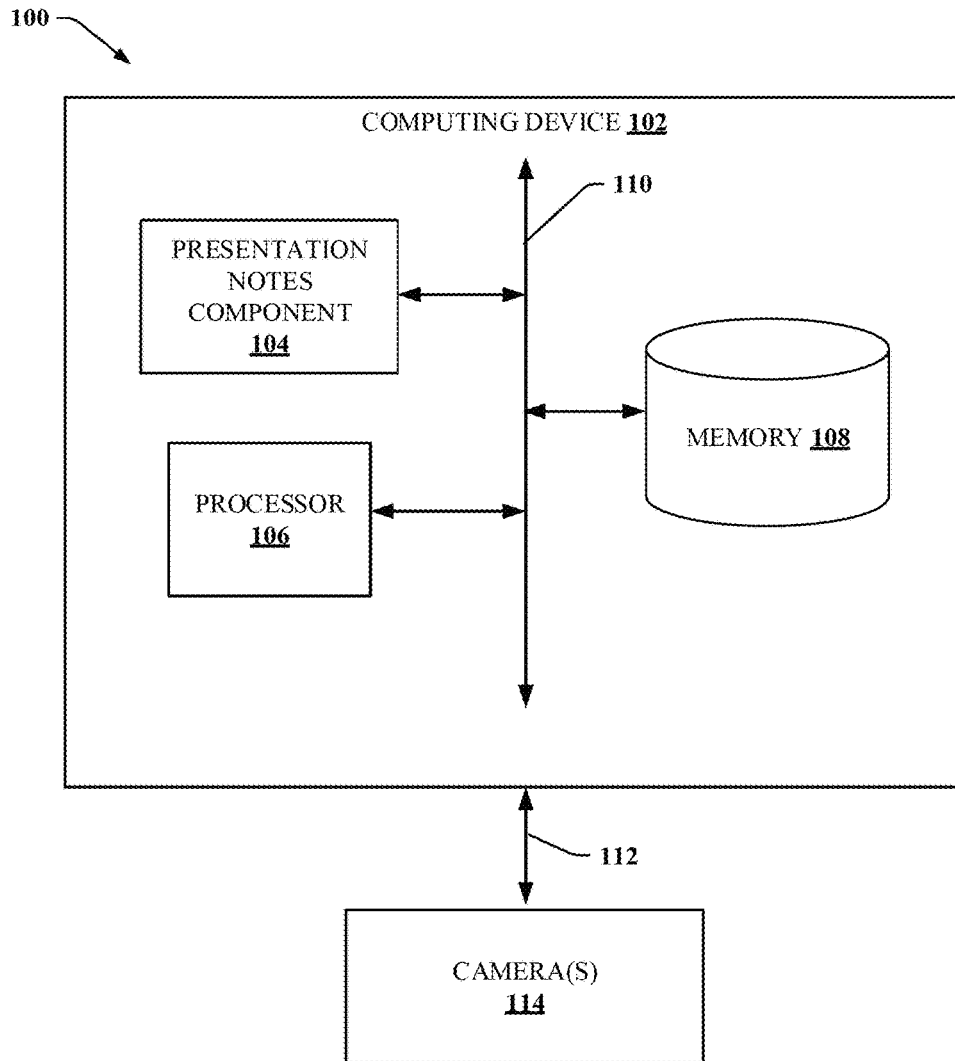 100
COMPUTING DEVICE 102
110
PRESENTATION
NOTES
COMPONENT
104
MEMORY 108
PROCESSOR
106
112
CAMERA(S)
114